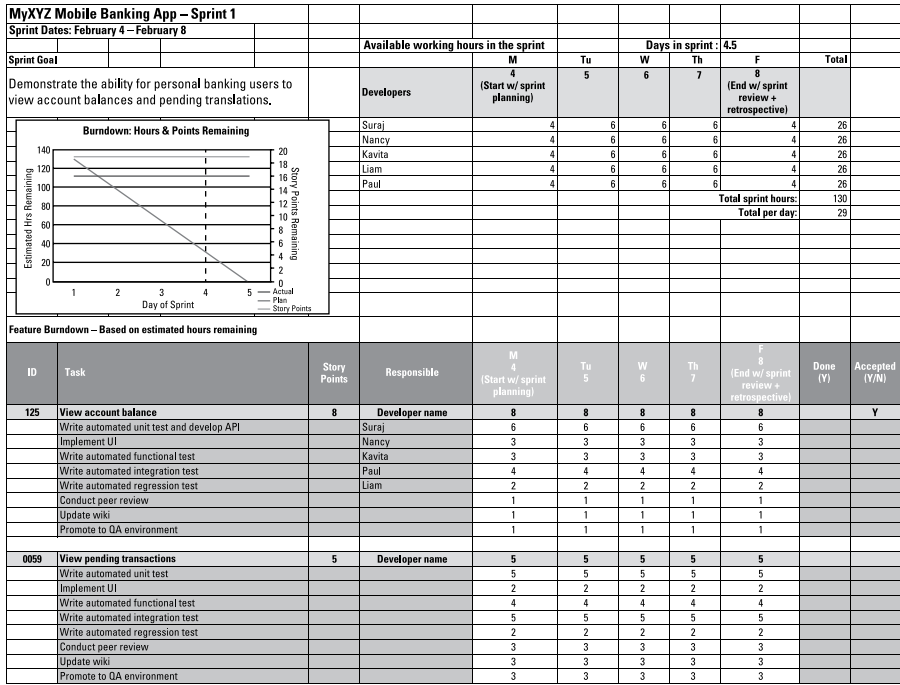 MyXYZ Mobile Banking App – Sprint 1
Sprint Dates: February 4 – February 8
Available working hours in the sprint Days in sprint : 4.5
Sprint Goal M Tu W Th F Total
Demonstrate the ability for personal banking users to
view account balances and pending translations.
Developers 4 (Start w/ sprint planning) 5 6 7 8 (End w/ sprint review + retrospective)
Suraj 4 6 6 6 4 26
Nancy 4 6 6 6 4 26
Kavita 4 6 6 6 4 26
Liam 4 6 6 6 4 26
Paul 4 6 6 6 4 26
Total sprint hours: 130
Total per day: 29
Burndown: Hours & Points Remaining
Estimated Hrs Remaining
140
120
100
80
60
40
20
0
20
18
16
14
12
10
8
6
4
2
0
Story Points Remaining
1 2 3 4 5
Day of Sprint
Actual
Plan
Story Points
Feature Burndown – Based on estimated hours remaining
ID Task Story Points Responsible M 4 (Start w/ sprint planning) Tu 5 W 6 Th 7 F 8 (End w/ sprint review + retrospective) Done (Y) Accepted (Y/N)
125 View account balance 8 Developer name 8 8 8 8 8 Y
Write automated unit test and develop API Suraj 6 6 6 6 6
Implement UI Nancy 3 3 3 3 3
Write automated functional test Kavita 3 3 3 3 3
Write automated integration test Paul 4 4 4 4 4
Write automated regression test Liam 2 2 2 2 2
Conduct peer review 1 1 1 1 1
Update wiki 1 1 1 1 1
Promote to QA environment 1 1 1 1 1
0059 View pending transactions 5 Developer name 5 5 5 5 5
Write automated unit test 5 5 5 5 5
Implement UI 2 2 2 2 2
Write automated functional test 4 4 4 4 4
Write automated integration test 5 5 5 5 5
Write automated regression test 2 2 2 2 2
Conduct peer review 3 3 3 3 3
Update wiki 3 3 3 3 3
Promote to QA environment 3 3 3 3 3